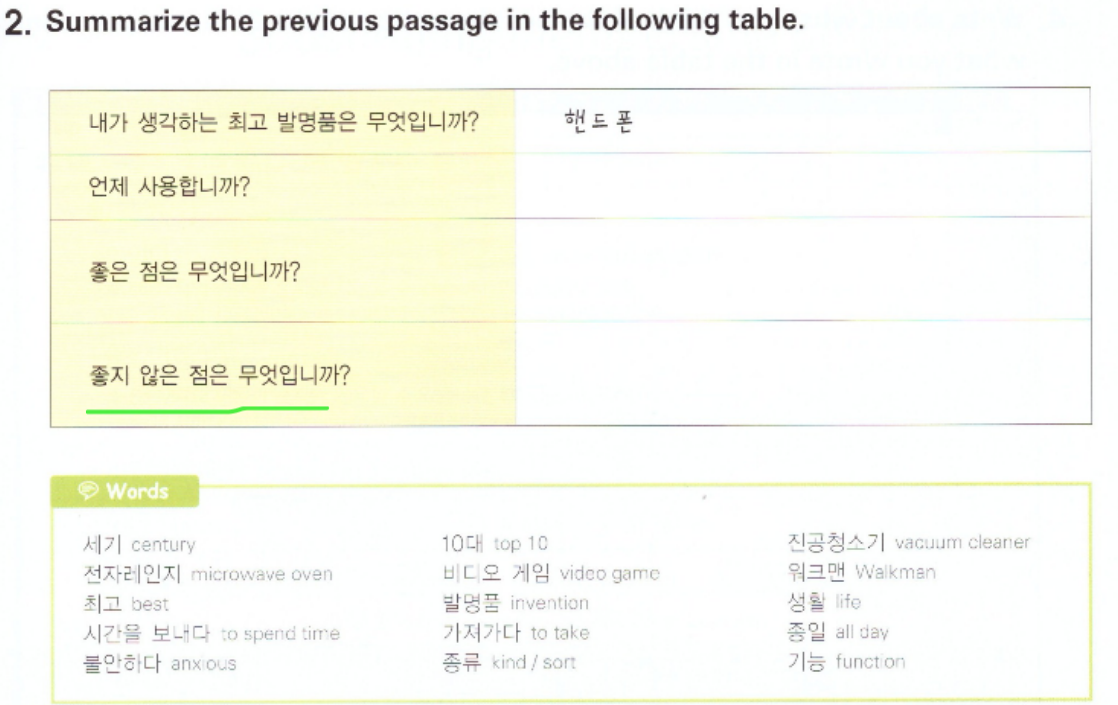 2. Summarize the previous passage in the following table.
내가 생각하는 최고 발명품은 무엇입니까? 핸드폰
언제 사용합니까?
좋은 점은 무엇입니까?
좋지 않은 점은 무엇입니까?
Words
세기 century
전자레인지 microwave oven
최고 best
시간을 보내다 to spend time
불안하다 anxious
10대 top 10
비디오 게임 video game
발명품 invention
가져가다 to take
종류 kind / sort
진공청소기 vacuum cleaner
워크맨 Walkman
생활 life
종일 all day
기능 function